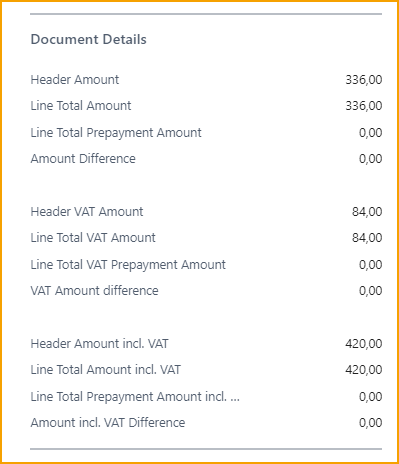 Document Details
Header Amount 336,00
Line Total Amount 336,00
Line Total Prepayment Amount 0,00
Amount Difference 0,00
Header VAT Amount 84,00
Line Total VAT Amount 84,00
Line Total VAT Prepayment Amount 0,00
VAT Amount difference 0,00
Header Amount incl. VAT 420,00
Line Total Amount incl. VAT 420,00
Line Total Prepayment Amount incl. ... 0,00
Amount incl. VAT Difference 0,00